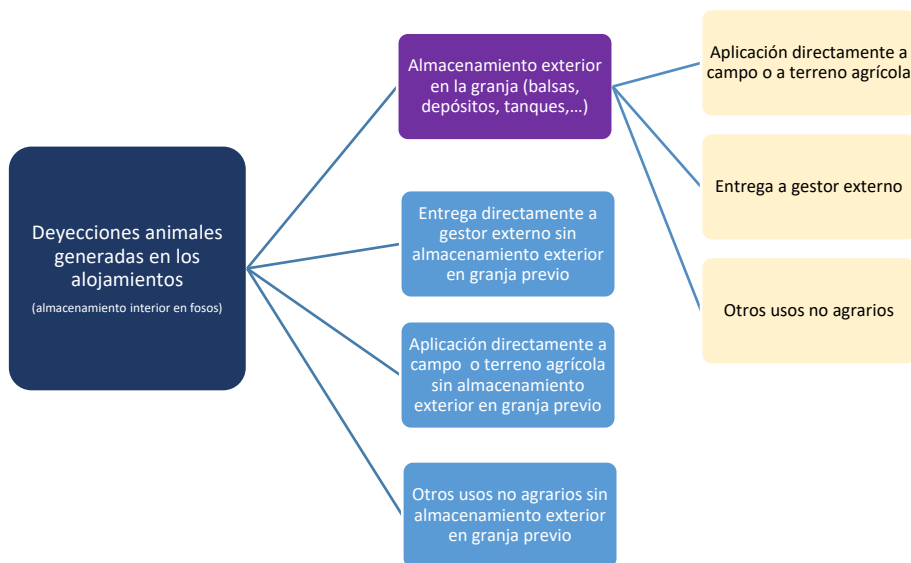 Deyecciones animales
generadas en los
alojamientos
(almacenamiento interior en fosos)
Almacenamiento exterior
en la granja (balsas,
depósitos, tanques,...)
Entrega directamente a
gestor externo sin
almacenamiento exterior
en granja previo
Aplicación directamente a
campo o terreno agrícola
sin almacenamiento
exterior en granja previo
Otros usos no agrarios sin
almacenamiento exterior
en granja previo
Aplicación directamente a
campo o a terreno agrícola
Entrega a gestor externo
Otros usos no agrarios